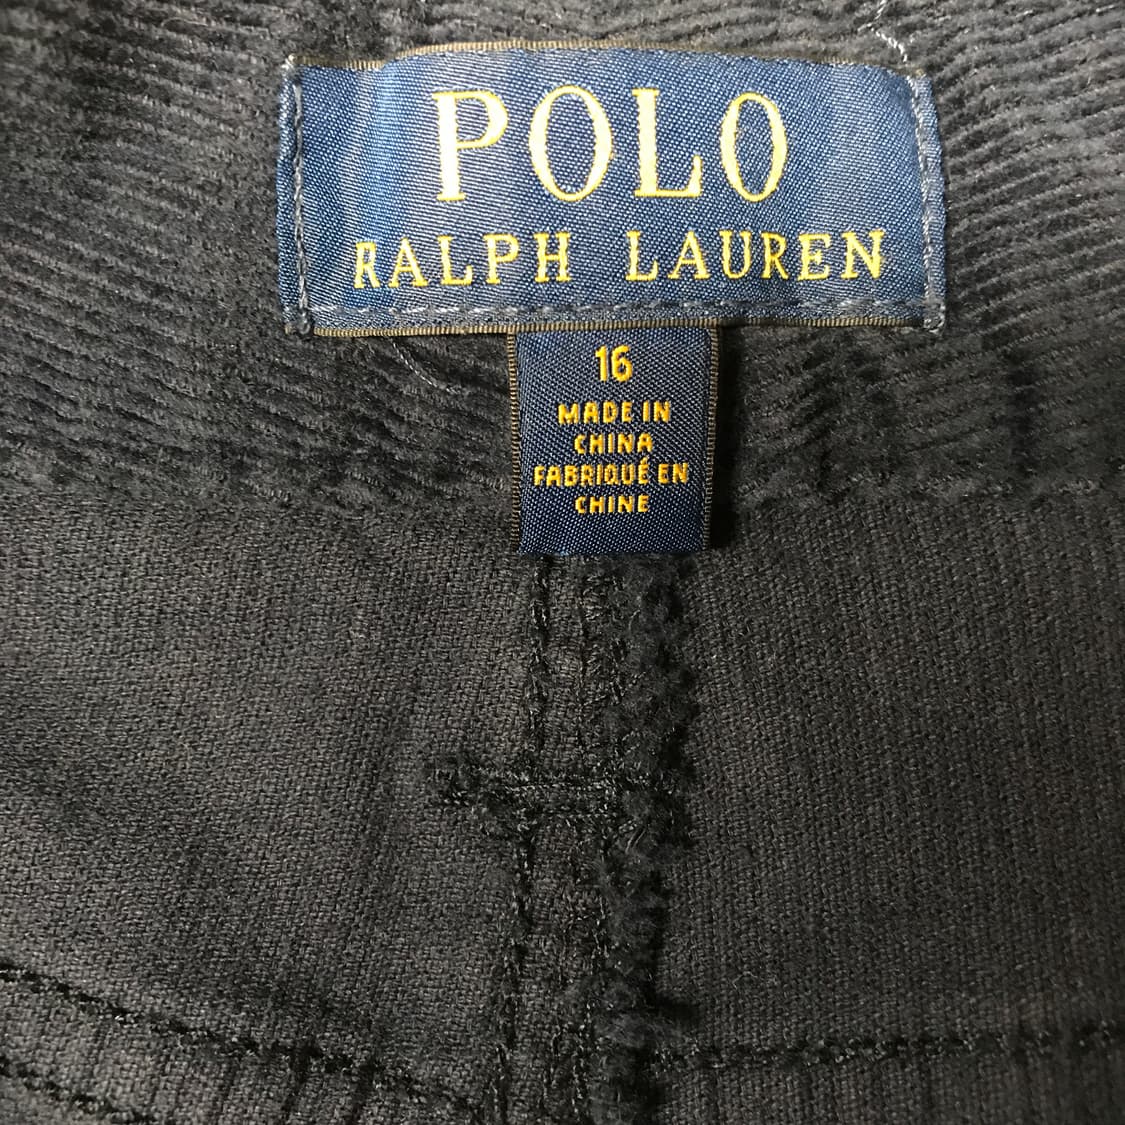 POLO
RALPH LAUREN
16
MADE IN
CHINA
FABRIQUÉ EN
CHINE